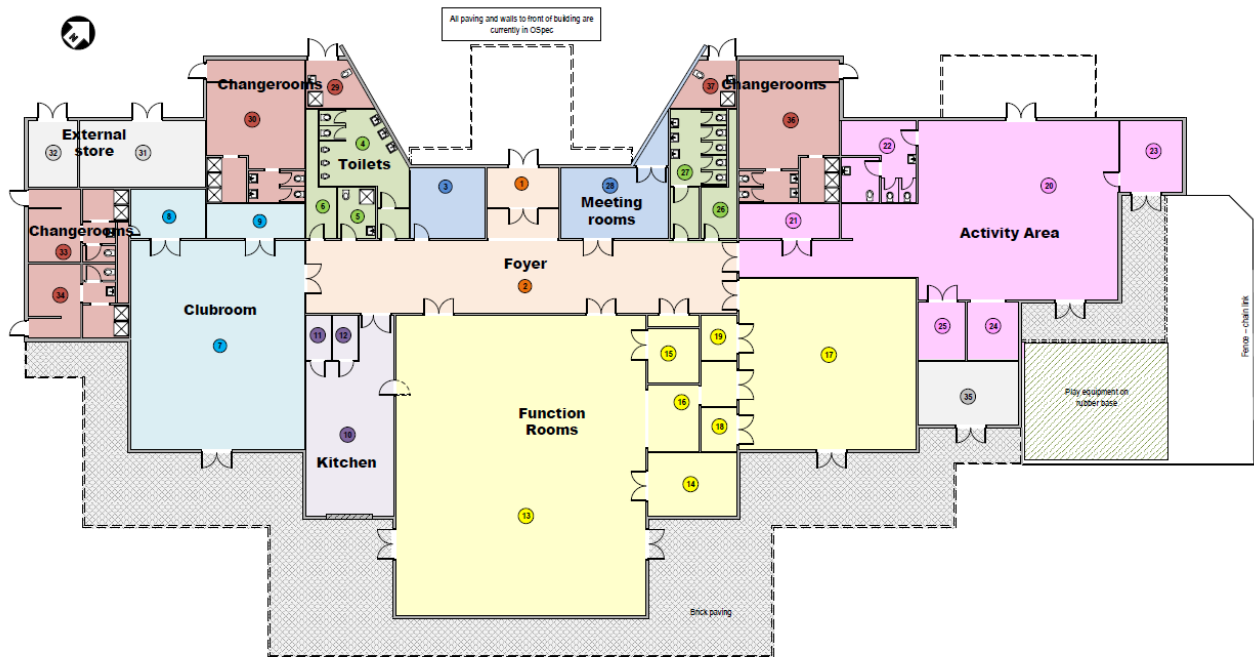 All paving and walls to front of building are
currently in OSpec
N
Changerooms
29
30
External
store
32
31
4
Toilets
6
5
3
1
28
Meeting
rooms
37
Changerooms
36
27
26
22
23
20
21
Activity Area
8
9
Changerooms
33
34
Foyer
2
Clubroom
7
11
12
10
Kitchen
Function
Rooms
13
15
19
16
18
14
17
25
24
35
Play equipment on
rubber base
Fence – chain link
Brick paving